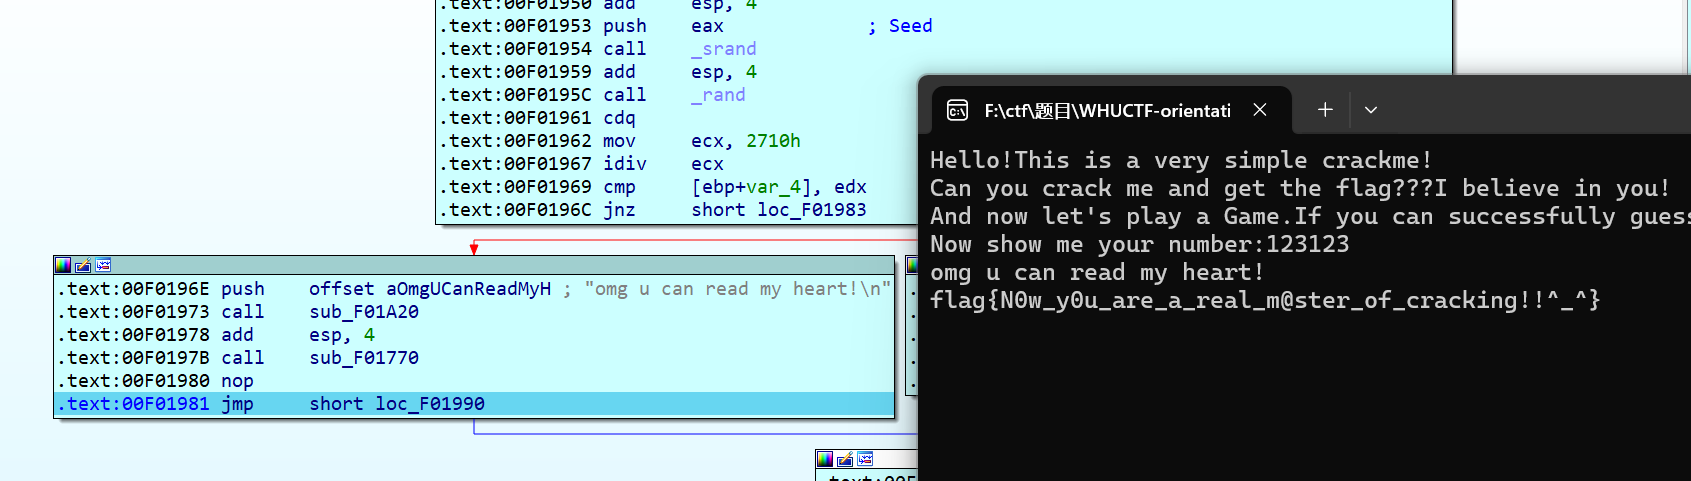 .text:00F01950 add esp, 4
.text:00F01953 push eax ; Seed
.text:00F01954 call _srand
.text:00F01959 add esp, 4
.text:00F0195C call _rand
.text:00F01961 cdq
.text:00F01962 mov ecx, 2710h
.text:00F01967 idiv ecx
.text:00F01969 cmp [ebp+var_4], edx
.text:00F0196C jnz short loc_F01983
.text:00F0196E push offset aOmgUCanReadMyH ; "omg u can read my heart!\n"
.text:00F01973 call sub_F01A20
.text:00F01978 add esp, 4
.text:00F0197B call sub_F01770
.text:00F01980 nop
.text:00F01981 jmp short loc_F01990
F:\ctf\题目\WHUCTF-orientati
Hello!This is a very simple crackme!
Can you crack me and get the flag???I believe in you!
And now let's play a Game.If you can successfully guess
Now show me your number:123123
omg u can read my heart!
flag{N0w_y0u_are_a_real_m@ster_of_cracking!!^_^}